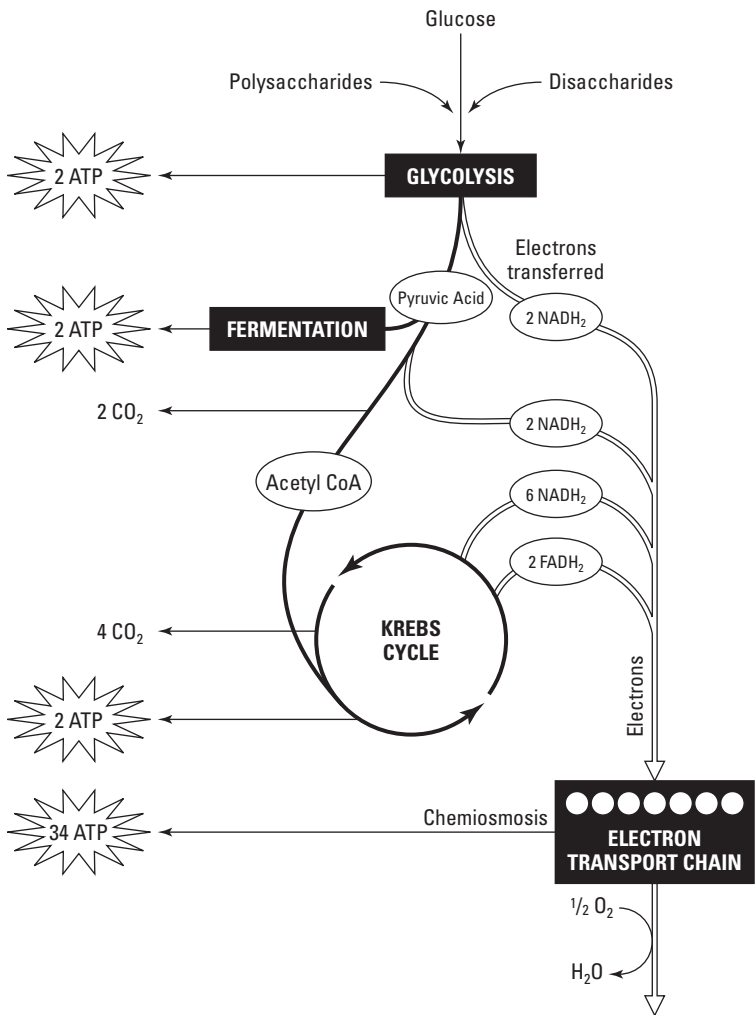 Glucose
Polysaccharides
Disaccharides
2 ATP
GLYCOLYSIS
Electrons
transferred
Pyruvic Acid
2 NADH₂
2 ATP
FERMENTATION
2 CO₂
2 NADH₂
Acetyl CoA
6 NADH₂
2 FADH₂
4 CO₂
KREBS
CYCLE
Electrons
2 ATP
34 ATP
Chemiosmosis
ELECTRON
TRANSPORT CHAIN
½ O₂
H₂O